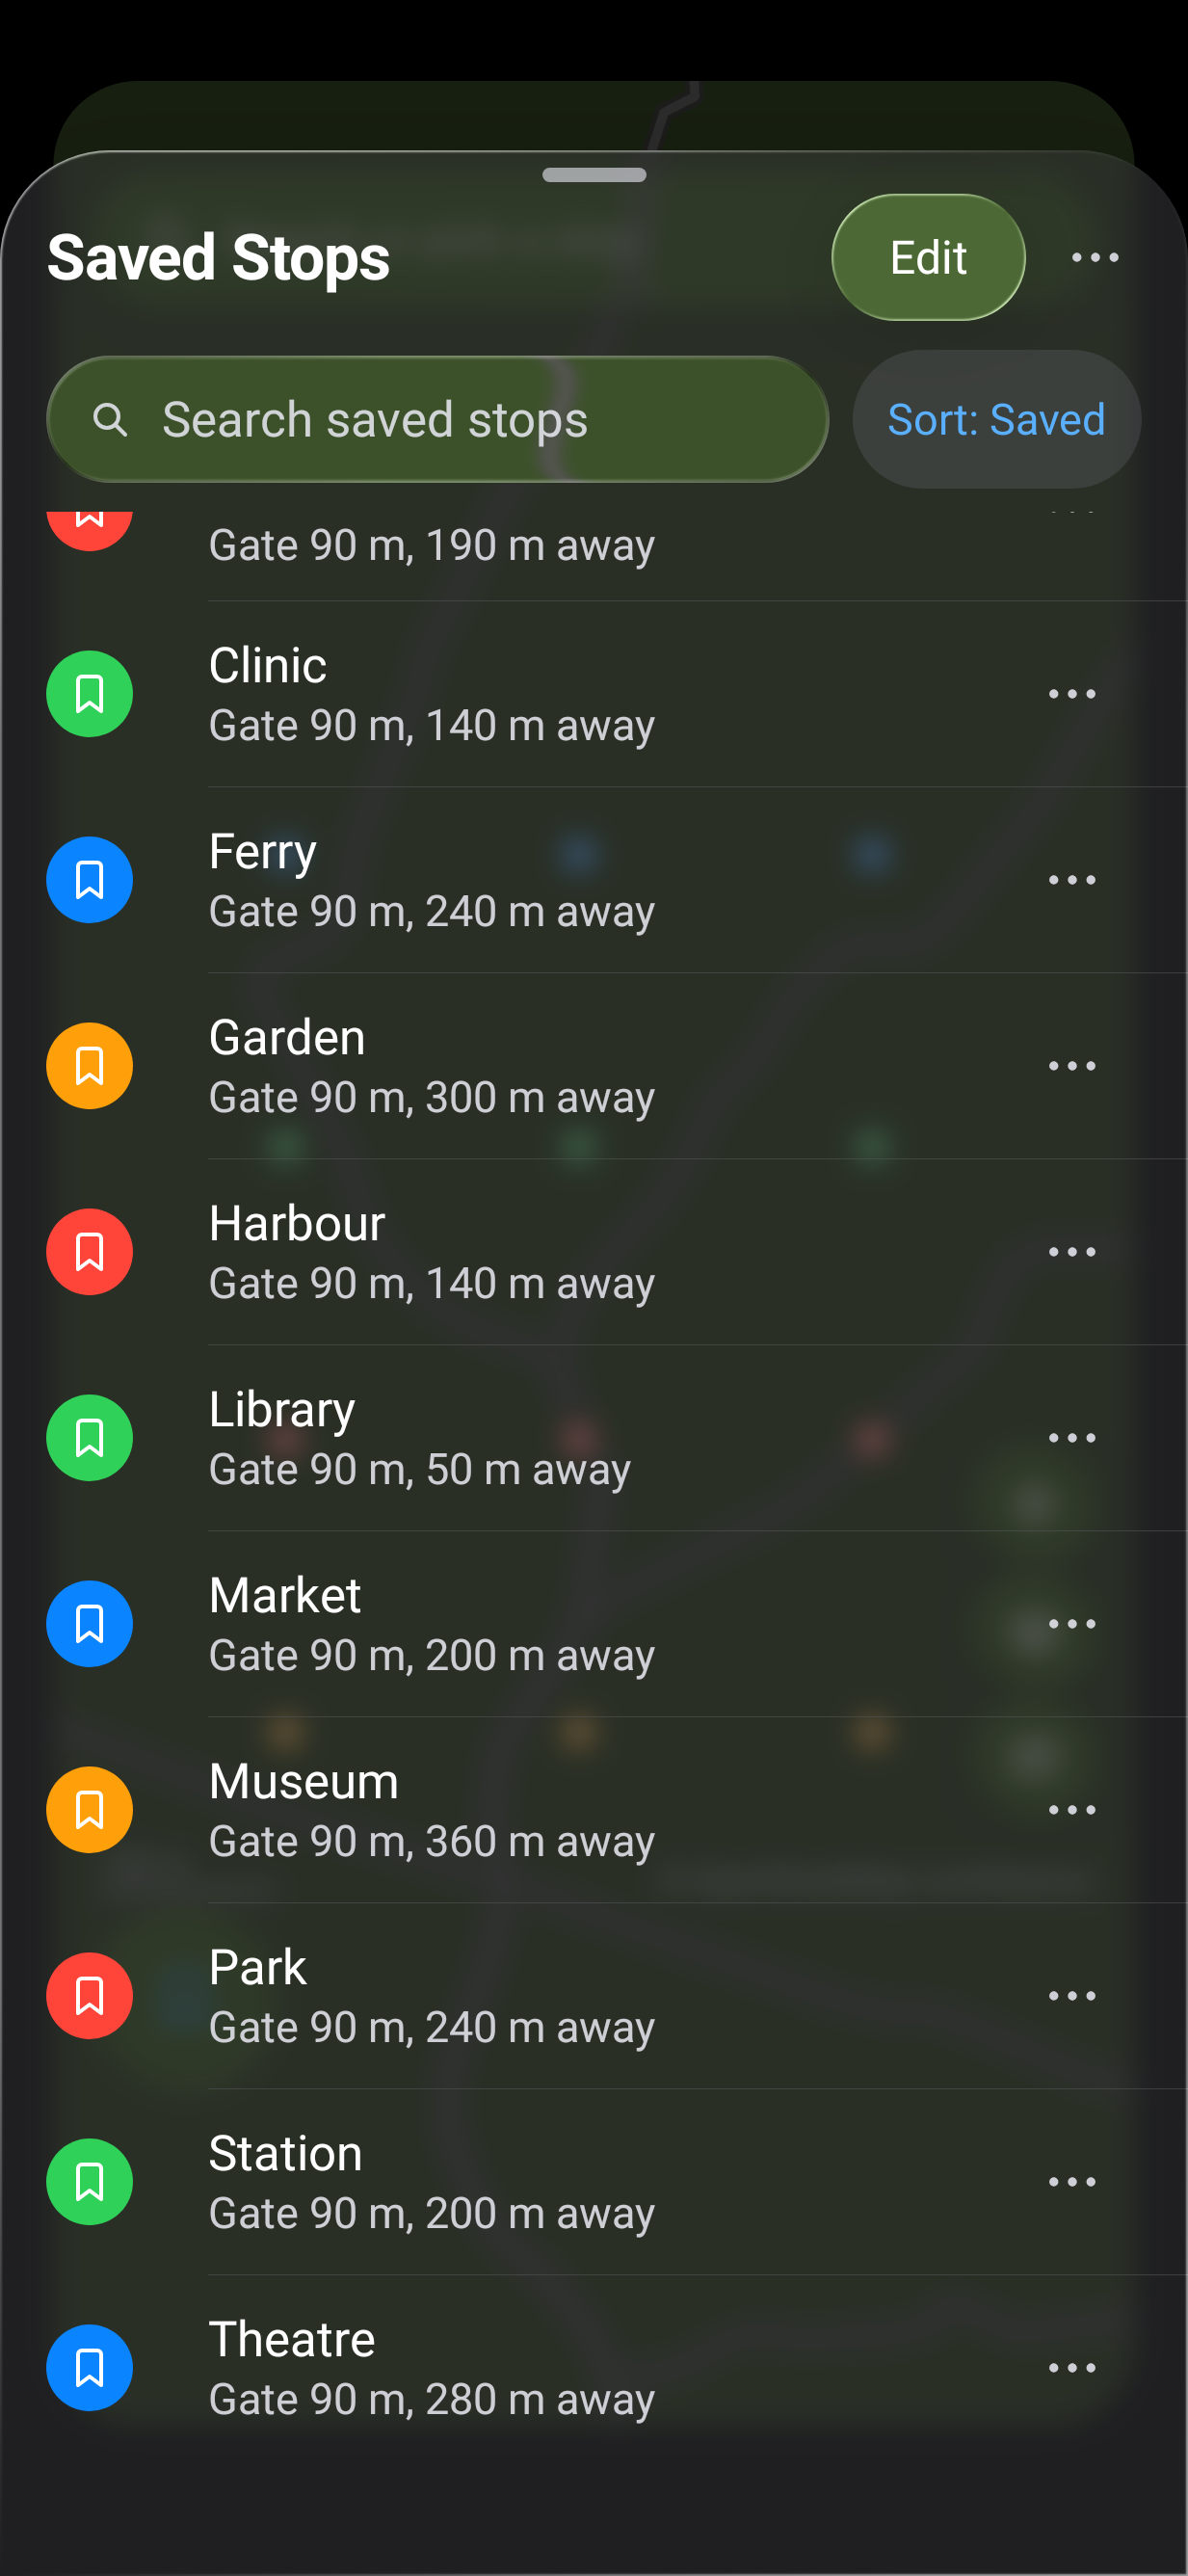 Saved Stops
Edit
Search saved stops
Sort: Saved
Gate 90 m, 190 m away
Clinic
Gate 90 m, 140 m away
Ferry
Gate 90 m, 240 m away
Garden
Gate 90 m, 300 m away
Harbour
Gate 90 m, 140 m away
Library
Gate 90 m, 50 m away
Market
Gate 90 m, 200 m away
Museum
Gate 90 m, 360 m away
Park
Gate 90 m, 240 m away
Station
Gate 90 m, 200 m away
Theatre
Gate 90 m, 280 m away